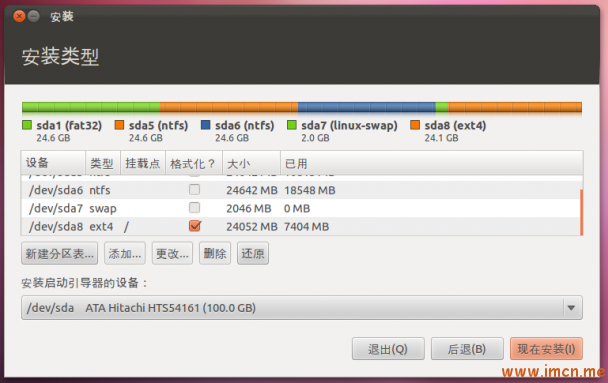 安装
安装类型
sda1 (fat32) sda5 (ntfs) sda6 (ntfs) sda7 (linux-swap) sda8 (ext4)
24.6 GB 24.6 GB 24.6 GB 2.0 GB 24.1 GB
设备 类型 挂载点 格式化？ 大小 已用
/dev/sda6 ntfs 24642 MB 18548 MB
/dev/sda7 swap 2046 MB 0 MB
/dev/sda8 ext4 / 24052 MB 7404 MB
新建分区表... 添加... 更改... 删除 还原
安装启动引导器的设备：
/dev/sda ATA Hitachi HTS54161 (100.0 GB)
退出(Q) 后退(B) 现在安装(I)
www.imcn.me